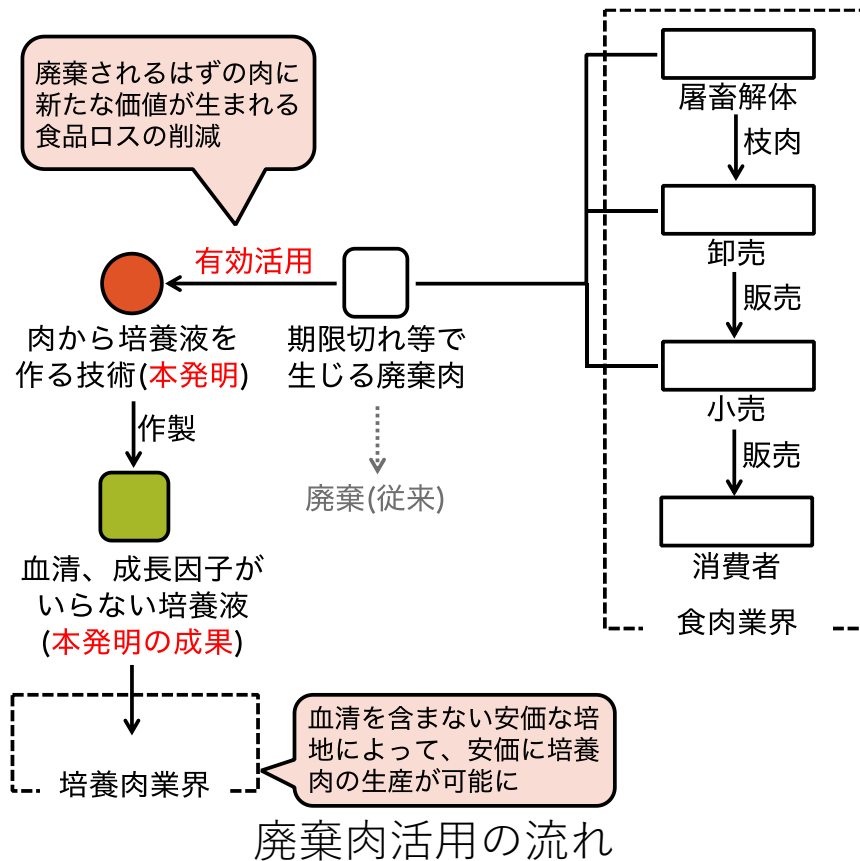 廃棄されるはずの肉に
新たな価値が生まれる
食品ロスの削減
屠畜解体
枝肉
卸売
販売
小売
販売
消費者
食肉業界
有効活用
肉から培養液を
作る技術(本発明)
期限切れ等で
生じる廃棄肉
作製
廃棄(従来)
血清、成長因子が
いらない培養液
(本発明の成果)
培養肉業界
血清を含まない安価な培
地によって、安価に培養
肉の生産が可能に
廃棄肉活用の流れ